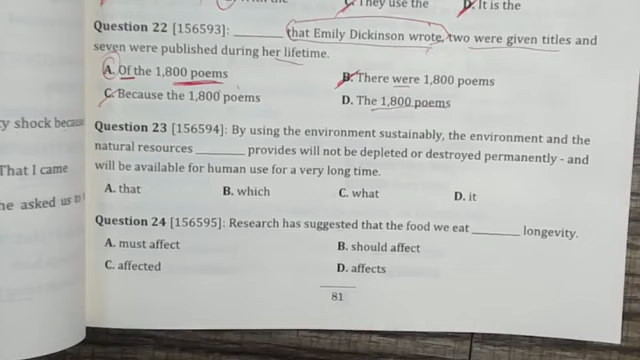 C. They use the D. It is the
Question 22 [156593]: ________ that Emily Dickinson wrote, two were given titles and
seven were published during her lifetime.
A. Of the 1,800 poems B. There were 1,800 poems
C. Because the 1,800 poems D. The 1,800 poems
y shock because
Question 23 [156594]: By using the environment sustainably, the environment and the
natural resources ________ provides will not be depleted or destroyed permanently - and
That I came
will be available for human use for a very long time.
A. that B. which C. what D. it
he asked us to
Question 24 [156595]: Research has suggested that the food we eat ________ longevity.
A. must affect B. should affect
C. affected D. affects
81